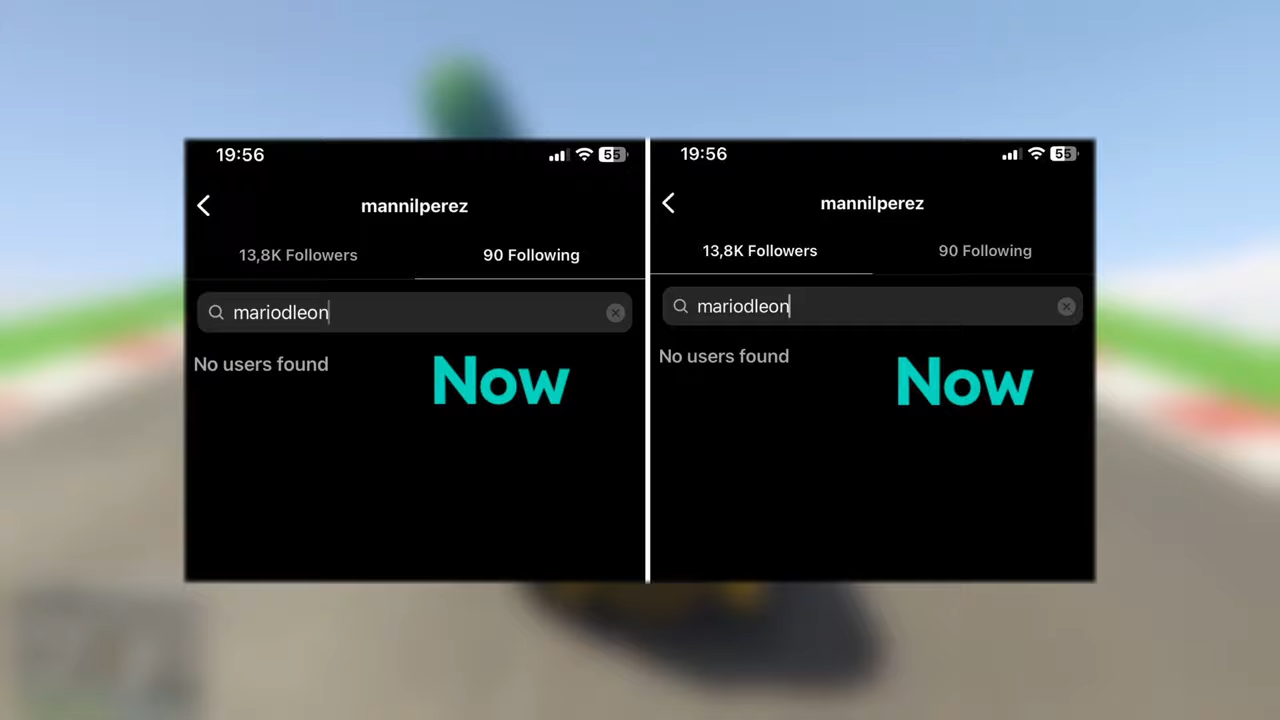 19:56
55
mannilperez
13,8K Followers
90 Following
mariodleon
No users found
Now
19:56
55
mannilperez
13,8K Followers
90 Following
mariodleon
No users found
Now